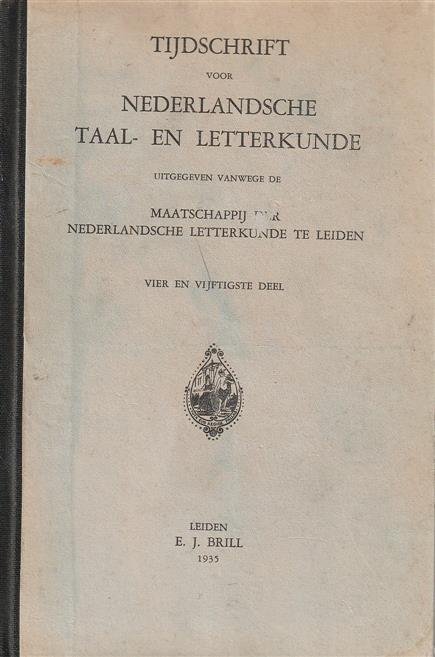 TIJDSCHRIFT
VOOR
NEDERLANDSCHE
TAAL- EN LETTERKUNDE
UITGEGEVEN VANWEGE DE
MAATSCHAPPIJ DER
NEDERLANDSCHE LETTERKUNDE TE LEIDEN
VIER EN VIJFTIGSTE DEEL
LEIDEN
E. J. BRILL
1935